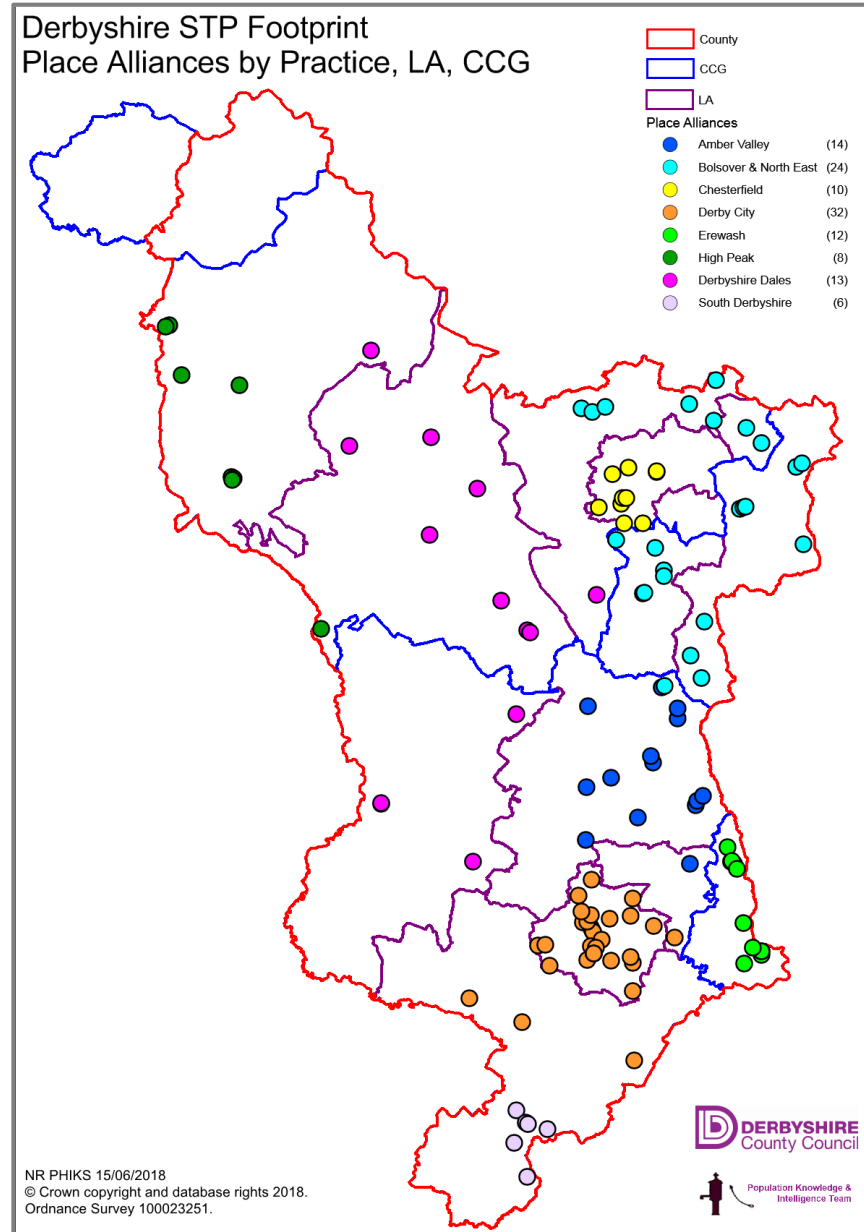 Derbyshire STP Footprint
Place Alliances by Practice, LA, CCG
County
CCG
LA
Place Alliances
Amber Valley (14)
Bolsover & North East (24)
Chesterfield (10)
Derby City (32)
Erewash (12)
High Peak (8)
Derbyshire Dales (13)
South Derbyshire (6)
DERBYSHIRE
County Council
Population Knowledge &
Intelligence Team
NR PHIKS 15/06/2018
© Crown copyright and database rights 2018.
Ordnance Survey 100023251.